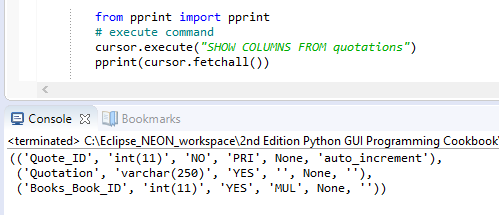 from pprint import pprint
# execute command
cursor.execute("SHOW COLUMNS FROM quotations")
pprint(cursor.fetchall())
Console Bookmarks
<terminated> C:\Eclipse_NEON_workspace\2nd Edition Python GUI Programming Cookbook\
(('Quote_ID', 'int(11)', 'NO', 'PRI', None, 'auto_increment'),
('Quotation', 'varchar(250)', 'YES', '', None, ''),
('Books_Book_ID', 'int(11)', 'YES', 'MUL', None, ''))